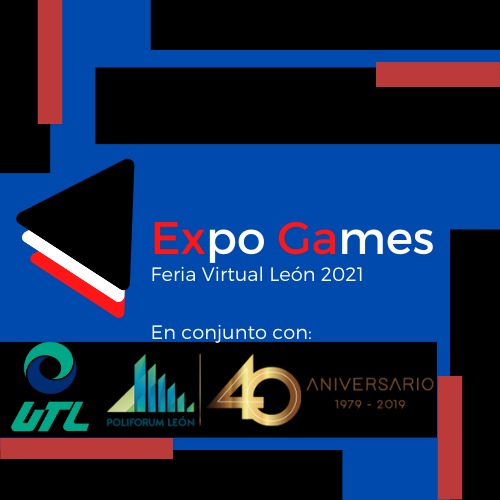 Expo Games
Feria Virtual León 2021
En conjunto con:
UTL
POLIFORUM LEÓN
40
ANIVERSARIO
1979 - 2019